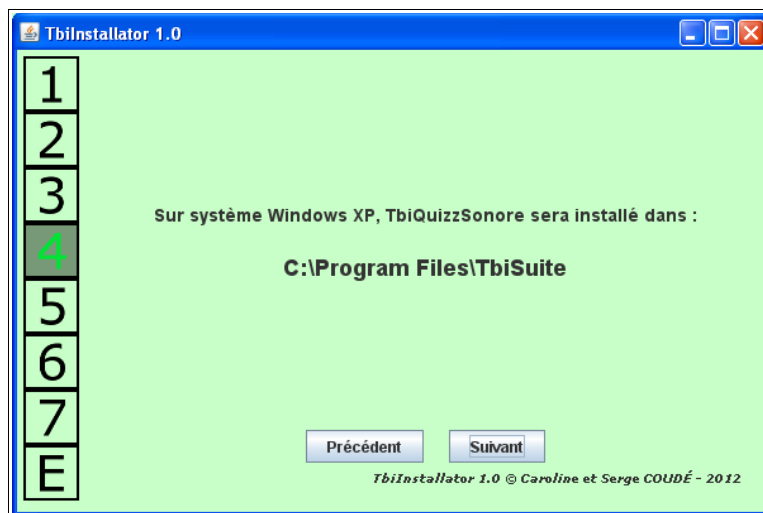 TbiInstallator 1.0
1
2
3
4
5
6
7
E
Sur système Windows XP, TbiQuizzSonore sera installé dans :
C:\Program Files\TbiSuite
Précédent
Suivant
TbiInstallator 1.0 © Caroline et Serge COUDÉ - 2012